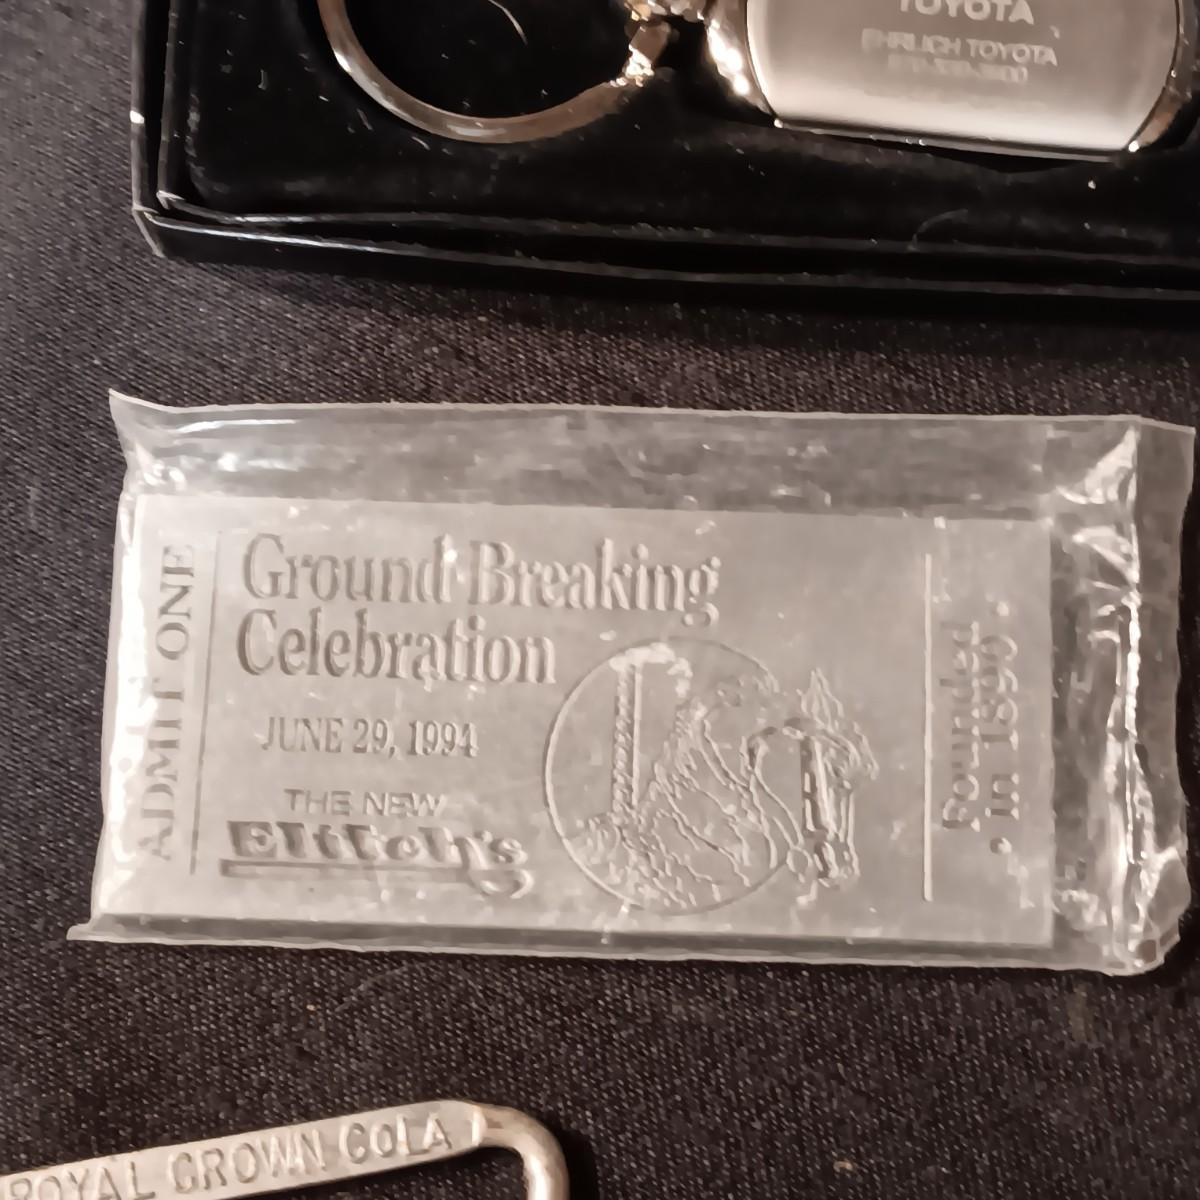 TOYOTA
EHRLICH TOYOTA
ADMIT ONE
Ground Breaking
Celebration
JUNE 29, 1994
THE NEW
Elitch's
Founded
• in 1890 •
ROYAL CROWN COLA